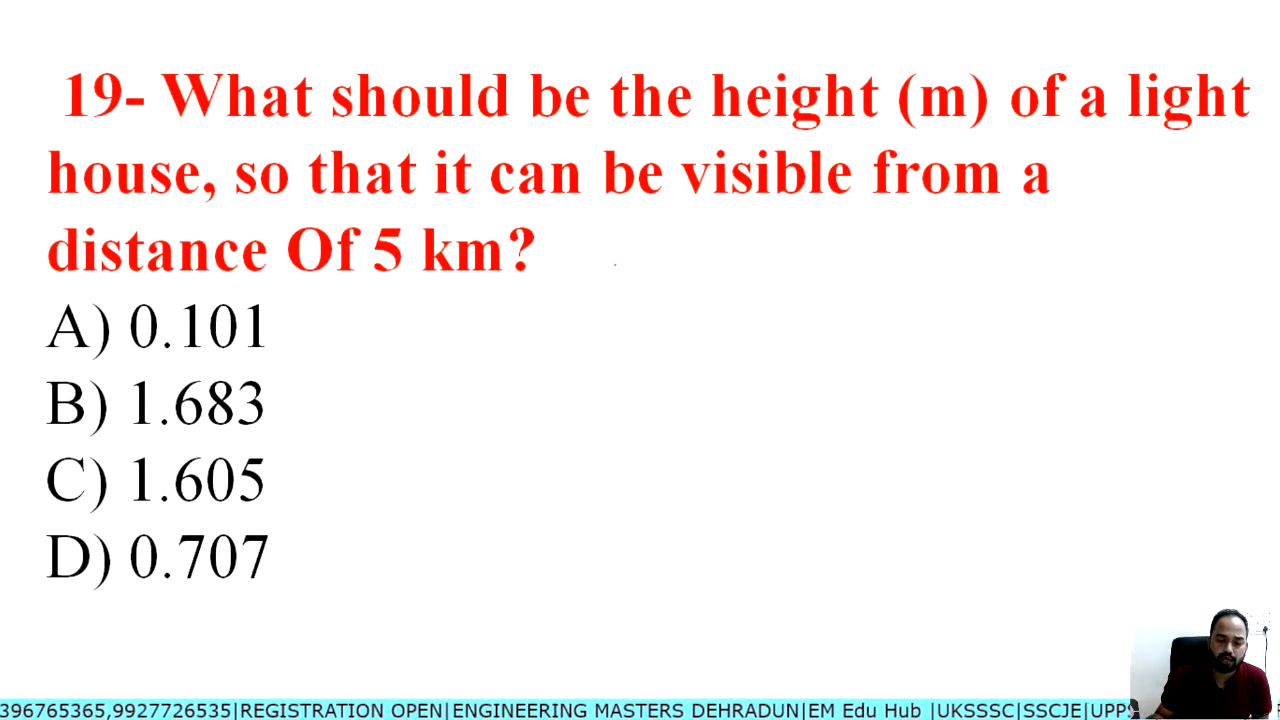 19- What should be the height (m) of a light
house, so that it can be visible from a
distance Of 5 km?
A) 0.101
B) 1.683
C) 1.605
D) 0.707
396765365,9927726535|REGISTRATION OPEN|ENGINEERING MASTERS DEHRADUN|EM Edu Hub |UKSSSC|SSCJE|